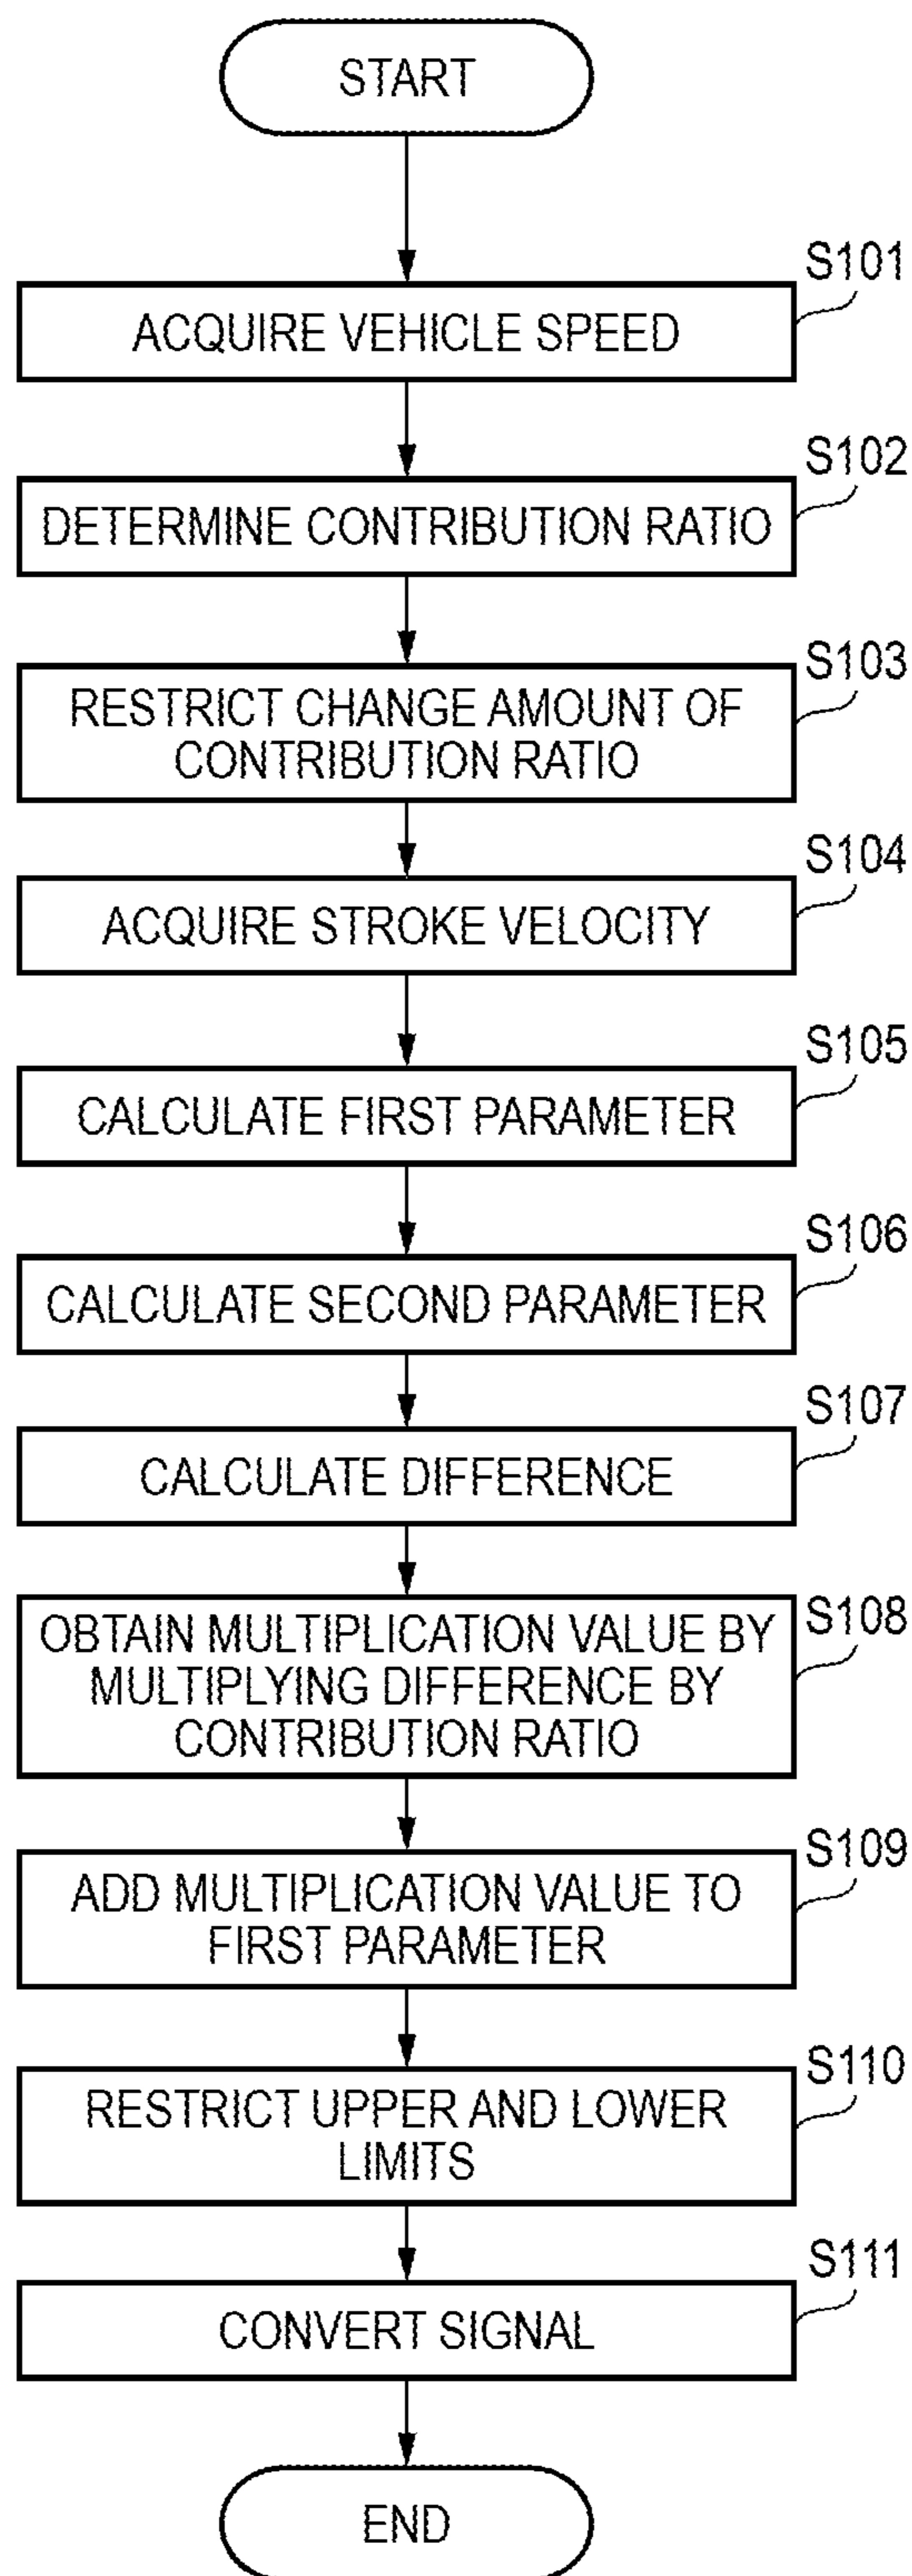 START
S101
ACQUIRE VEHICLE SPEED
S102
DETERMINE CONTRIBUTION RATIO
S103
RESTRICT CHANGE AMOUNT OF
CONTRIBUTION RATIO
S104
ACQUIRE STROKE VELOCITY
S105
CALCULATE FIRST PARAMETER
S106
CALCULATE SECOND PARAMETER
S107
CALCULATE DIFFERENCE
S108
OBTAIN MULTIPLICATION VALUE BY
MULTIPLYING DIFFERENCE BY
CONTRIBUTION RATIO
S109
ADD MULTIPLICATION VALUE TO
FIRST PARAMETER
S110
RESTRICT UPPER AND LOWER
LIMITS
S111
CONVERT SIGNAL
END